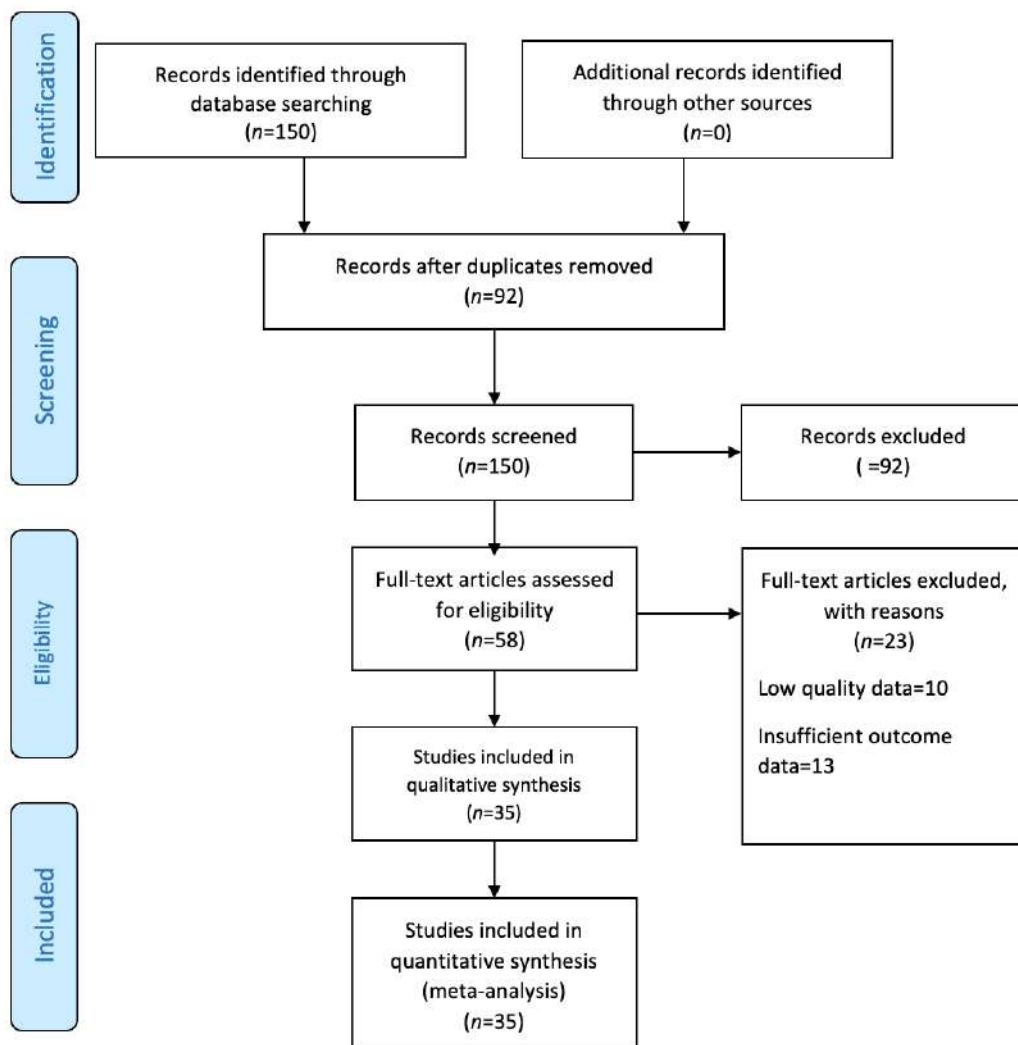 Identification
Records identified through
database searching
(n=150)
Additional records identified
through other sources
(n=0)
Screening
Records after duplicates removed
(n=92)
Records screened
(n=150)
Records excluded
( =92)
Eligibility
Full-text articles assessed
for eligibility
(n=58)
Full-text articles excluded,
with reasons
(n=23)
Low quality data=10
Insufficient outcome
data=13
Studies included in
qualitative synthesis
(n=35)
Included
Studies included in
quantitative synthesis
(meta-analysis)
(n=35)